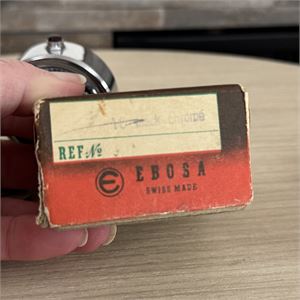 chromé
REF. No
EBOSA
SWISS MADE